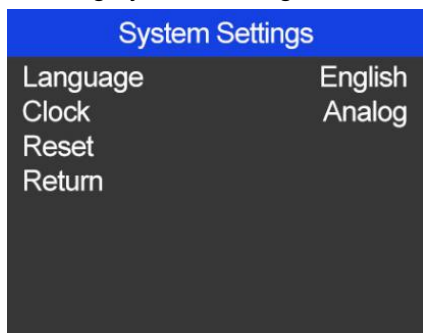 System Settings
Language English
Clock Analog
Reset
Return